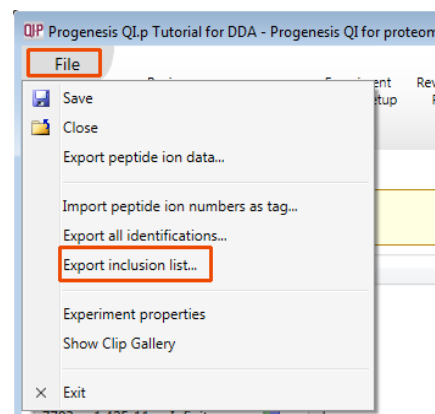 QIP Progenesis QI.p Tutorial for DDA - Progenesis QI for proteom
File
Save
Close
Export peptide ion data...
Import peptide ion numbers as tag...
Export all identifications...
Export inclusion list...
Experiment properties
Show Clip Gallery
Exit